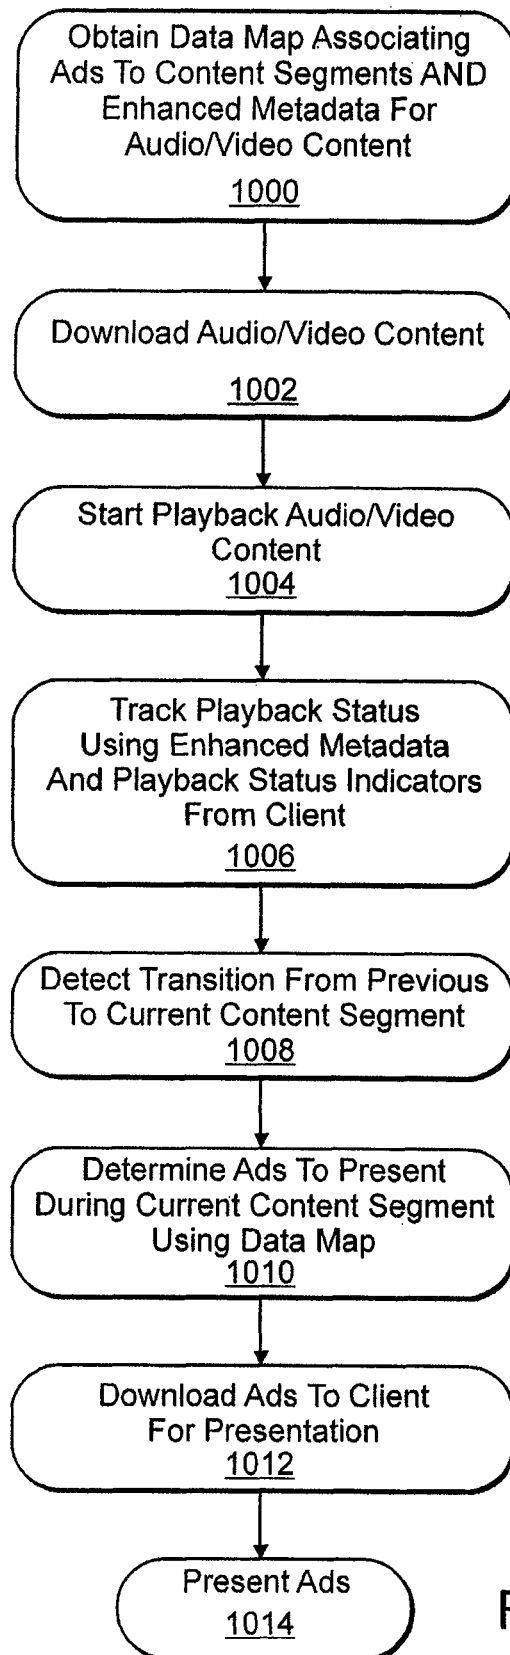 Obtain Data Map Associating
Ads To Content Segments AND
Enhanced Metadata For
Audio/Video Content
1000
Download Audio/Video Content
1002
Start Playback Audio/Video
Content
1004
Track Playback Status
Using Enhanced Metadata
And Playback Status Indicators
From Client
1006
Detect Transition From Previous
To Current Content Segment
1008
Determine Ads To Present
During Current Content Segment
Using Data Map
1010
Download Ads To Client
For Presentation
1012
Present Ads
1014